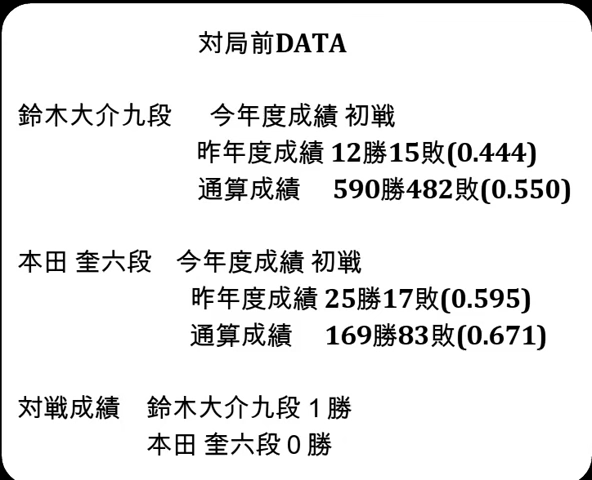 対局前DATA
鈴木大介九段 今年度成績 初戦
昨年度成績 12勝15敗(0.444)
通算成績 590勝482敗(0.550)
本田 奎六段 今年度成績 初戦
昨年度成績 25勝17敗(0.595)
通算成績 169勝83敗(0.671)
対戦成績 鈴木大介九段 1 勝
本田 奎六段 0 勝